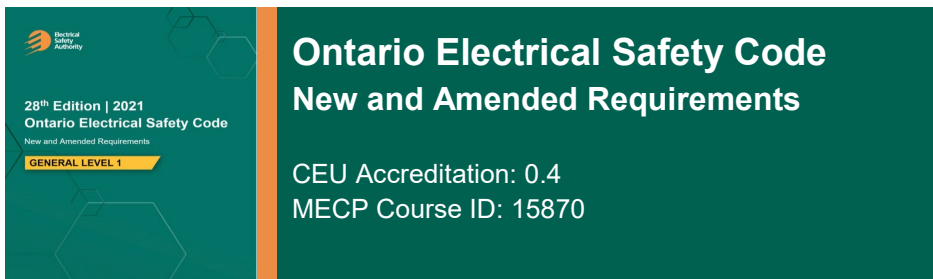 Electrical
Safety
Authority
28th Edition | 2021
Ontario Electrical Safety Code
New and Amended Requirements
GENERAL LEVEL 1
Ontario Electrical Safety Code
New and Amended Requirements
CEU Accreditation: 0.4
MECP Course ID: 15870